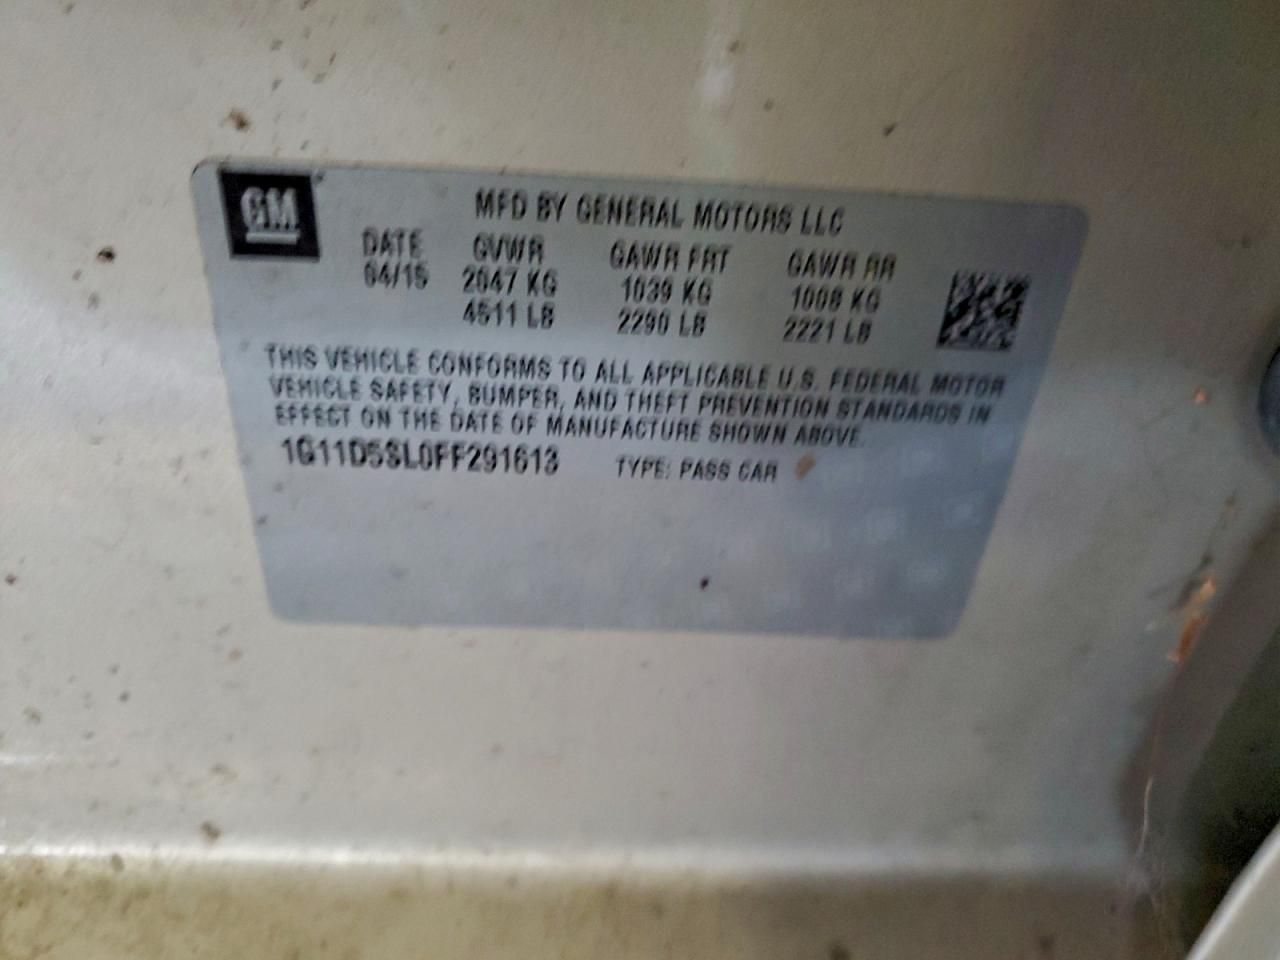 GM
MFD BY GENERAL MOTORS LLC
DATE GVWR GAWR FRT GAWR RR
04/15 2047 KG 1039 KG 1008 KG
4511 LB 2290 LB 2221 LB
THIS VEHICLE CONFORMS TO ALL APPLICABLE U.S. FEDERAL MOTOR
VEHICLE SAFETY, BUMPER, AND THEFT PREVENTION STANDARDS IN
EFFECT ON THE DATE OF MANUFACTURE SHOWN ABOVE.
1G11D5SL0FF291613 TYPE: PASS CAR